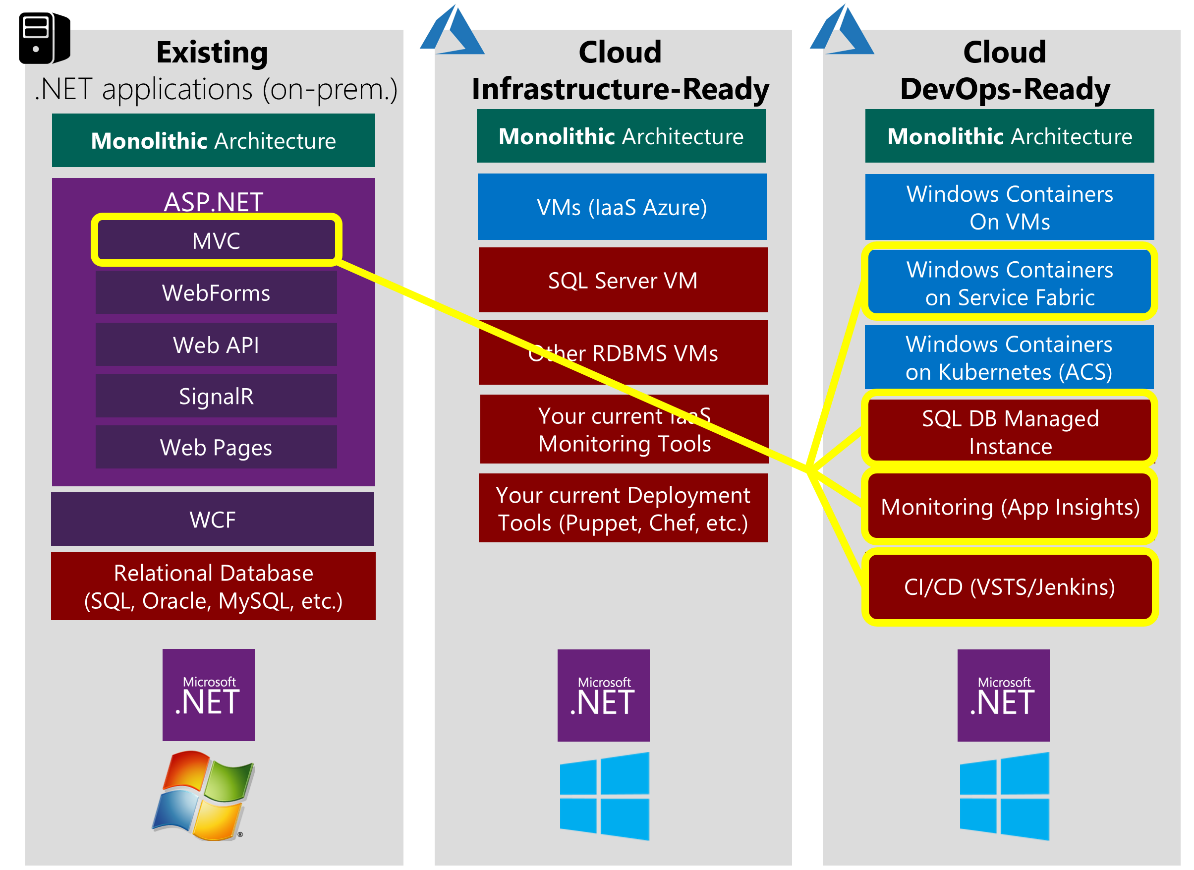 Existing
.NET applications (on-prem.)
Monolithic Architecture
ASP.NET
MVC
WebForms
Web API
SignalR
Web Pages
WCF
Relational Database
(SQL, Oracle, MySQL, etc.)
Microsoft
.NET
Cloud
Infrastructure-Ready
Monolithic Architecture
VMs (IaaS Azure)
SQL Server VM
Other RDBMS VMs
Your current IaaS
Monitoring Tools
Your current Deployment
Tools (Puppet, Chef, etc.)
Microsoft
.NET
Cloud
DevOps-Ready
Monolithic Architecture
Windows Containers
On VMs
Windows Containers
on Service Fabric
Windows Containers
on Kubernetes (ACS)
SQL DB Managed
Instance
Monitoring (App Insights)
CI/CD (VSTS/Jenkins)
Microsoft
.NET